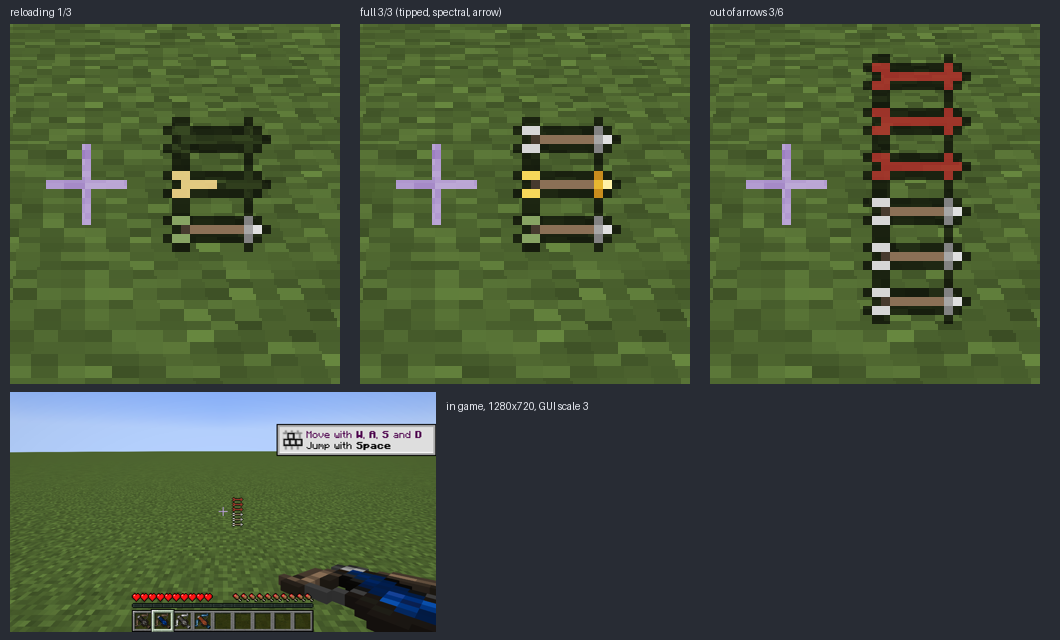 reloading 1/3
full 3/3 (tipped, spectral, arrow)
out of arrows 3/6
in game, 1280x720, GUI scale 3
Move with W, A, S and D
Jump with Space